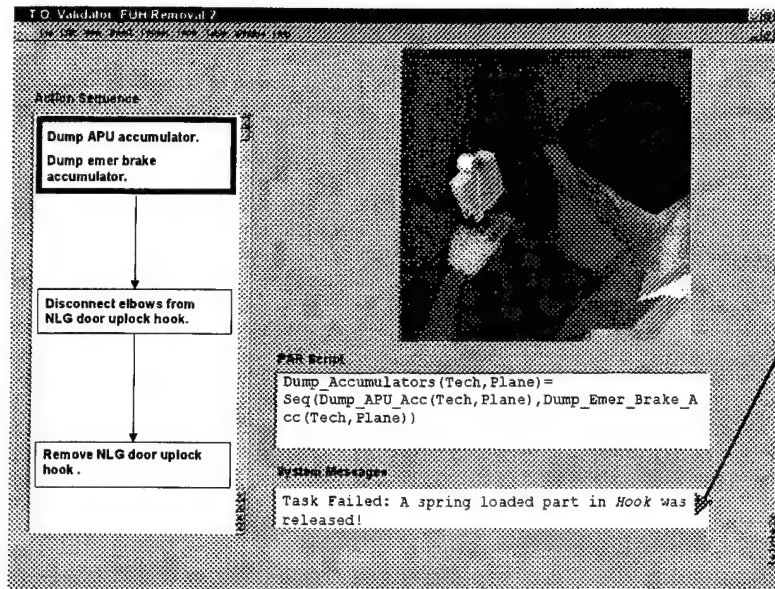 T.O. Validator FUH Removal 2
Action Sequence
Dump APU accumulator.
Dump emer brake
accumulator.
Disconnect elbows from
NLG door uplock hook.
Remove NLG door uplock
hook .
PAR Script
Dump_Accumulators(Tech,Plane)=
Seq(Dump_APU_Acc(Tech,Plane),Dump_Emer_Brake_A
cc(Tech,Plane))
System Messages
Task Failed: A spring loaded part in Hook was
released!